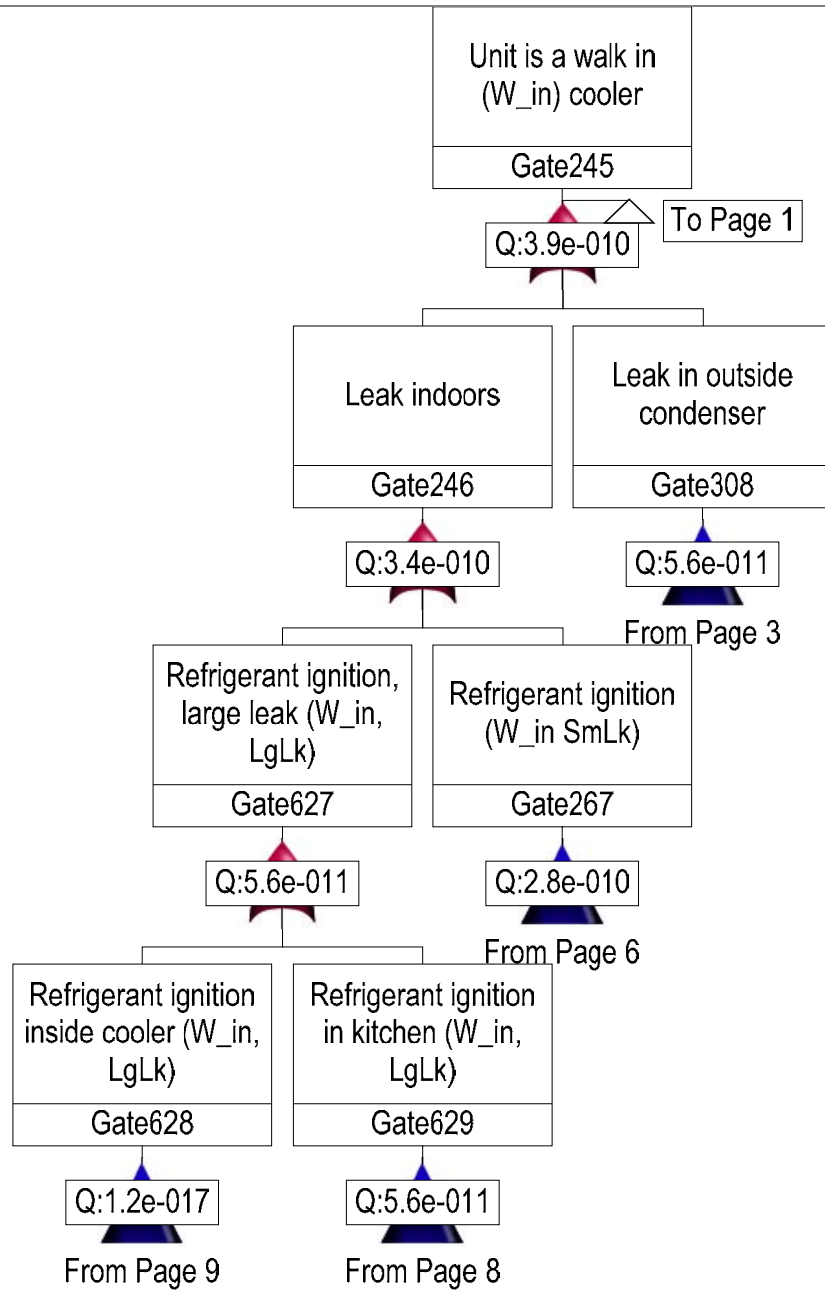 Unit is a walk in
(W_in) cooler
Gate245
To Page 1
Q:3.9e-010
Leak indoors
Gate246
Q:3.4e-010
Leak in outside
condenser
Gate308
Q:5.6e-011
From Page 3
Refrigerant ignition,
large leak (W_in,
LgLk)
Gate627
Q:5.6e-011
Refrigerant ignition
(W_in SmLk)
Gate267
Q:2.8e-010
From Page 6
Refrigerant ignition
inside cooler (W_in,
LgLk)
Gate628
Q:1.2e-017
From Page 9
Refrigerant ignition
in kitchen (W_in,
LgLk)
Gate629
Q:5.6e-011
From Page 8